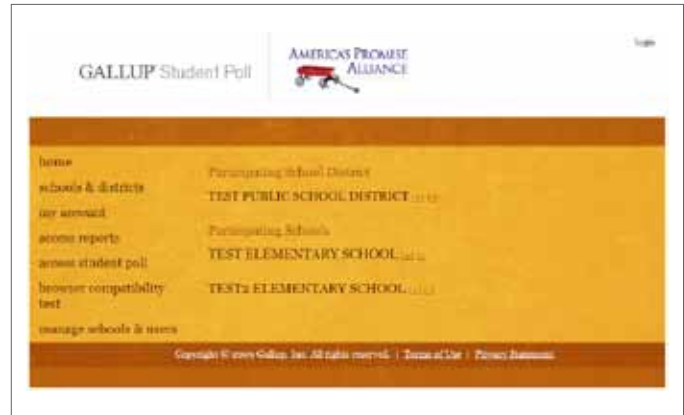 Login
GALLUP Student Poll
AMERICA'S PROMISE
ALLIANCE
home
schools & districts
my account
access reports
access student poll
browser compatibility
test
manage schools & users
Participating School District
TEST PUBLIC SCHOOL DISTRICT
Participating Schools
TEST ELEMENTARY SCHOOL
TEST2 ELEMENTARY SCHOOL
Copyright © Gallup, Inc. All rights reserved. | Terms of Use | Privacy Statement